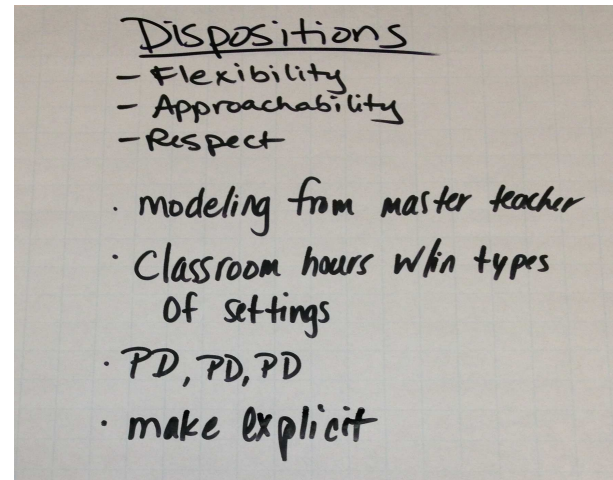 Dispositions
- Flexibility
- Approachability
- Respect
· modeling from master teacher
· Classroom hours w/in types
of settings
· PD, PD, PD
· make explicit